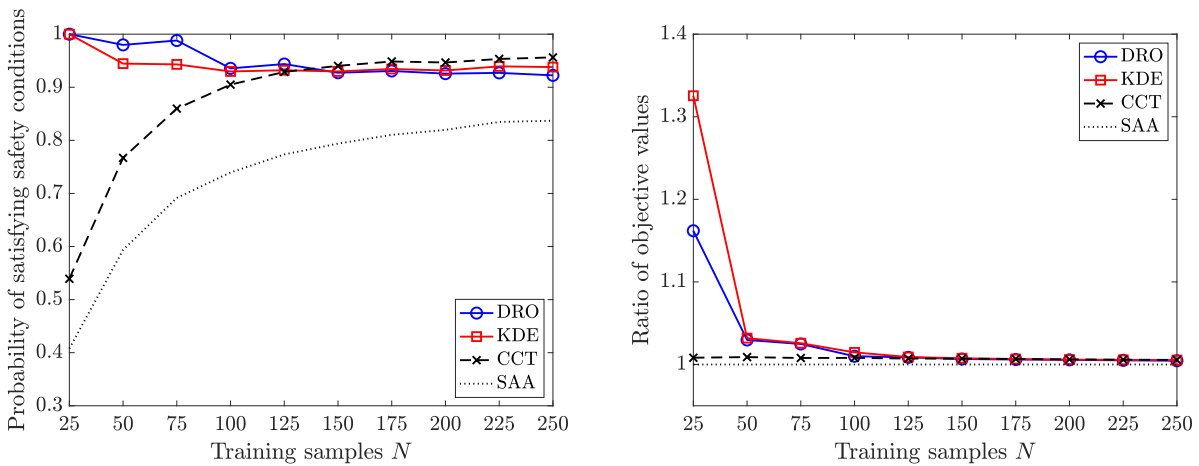 Probability of satisfying safety conditions
1
0.9
0.8
0.7
0.6
0.5
0.4
0.3
25 50 75 100 125 150 175 200 225 250
Training samples N
DRO
KDE
CCT
SAA
Ratio of objective values
1.4
1.3
1.2
1.1
1
25 50 75 100 125 150 175 200 225 250
Training samples N
DRO
KDE
CCT
SAA